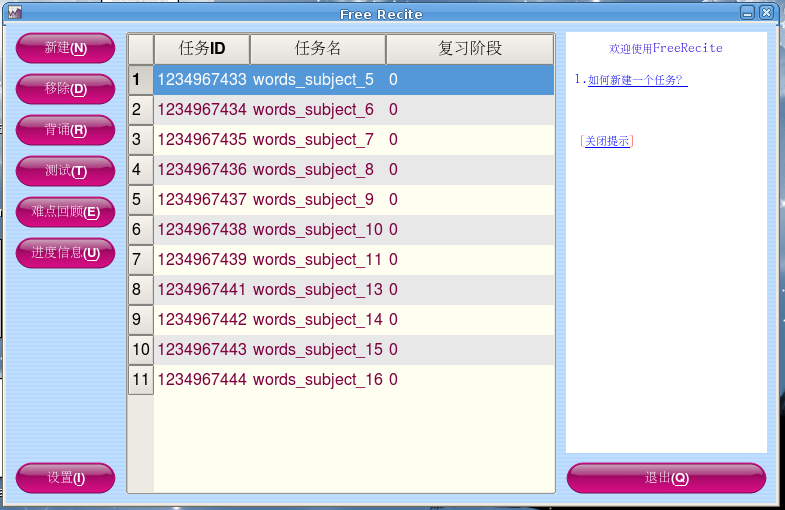 Free Recite
新建(N)
移除(D)
背诵(R)
测试(T)
难点回顾(E)
进度信息(U)
设置(I)
任务ID 任务名 复习阶段
1 1234967433 words_subject_5 0
2 1234967434 words_subject_6 0
3 1234967435 words_subject_7 0
4 1234967436 words_subject_8 0
5 1234967437 words_subject_9 0
6 1234967438 words_subject_10 0
7 1234967439 words_subject_11 0
8 1234967441 words_subject_13 0
9 1234967442 words_subject_14 0
10 1234967443 words_subject_15 0
11 1234967444 words_subject_16 0
欢迎使用FreeRecite
1.如何新建一个任务?
[关闭提示]
退出(Q)